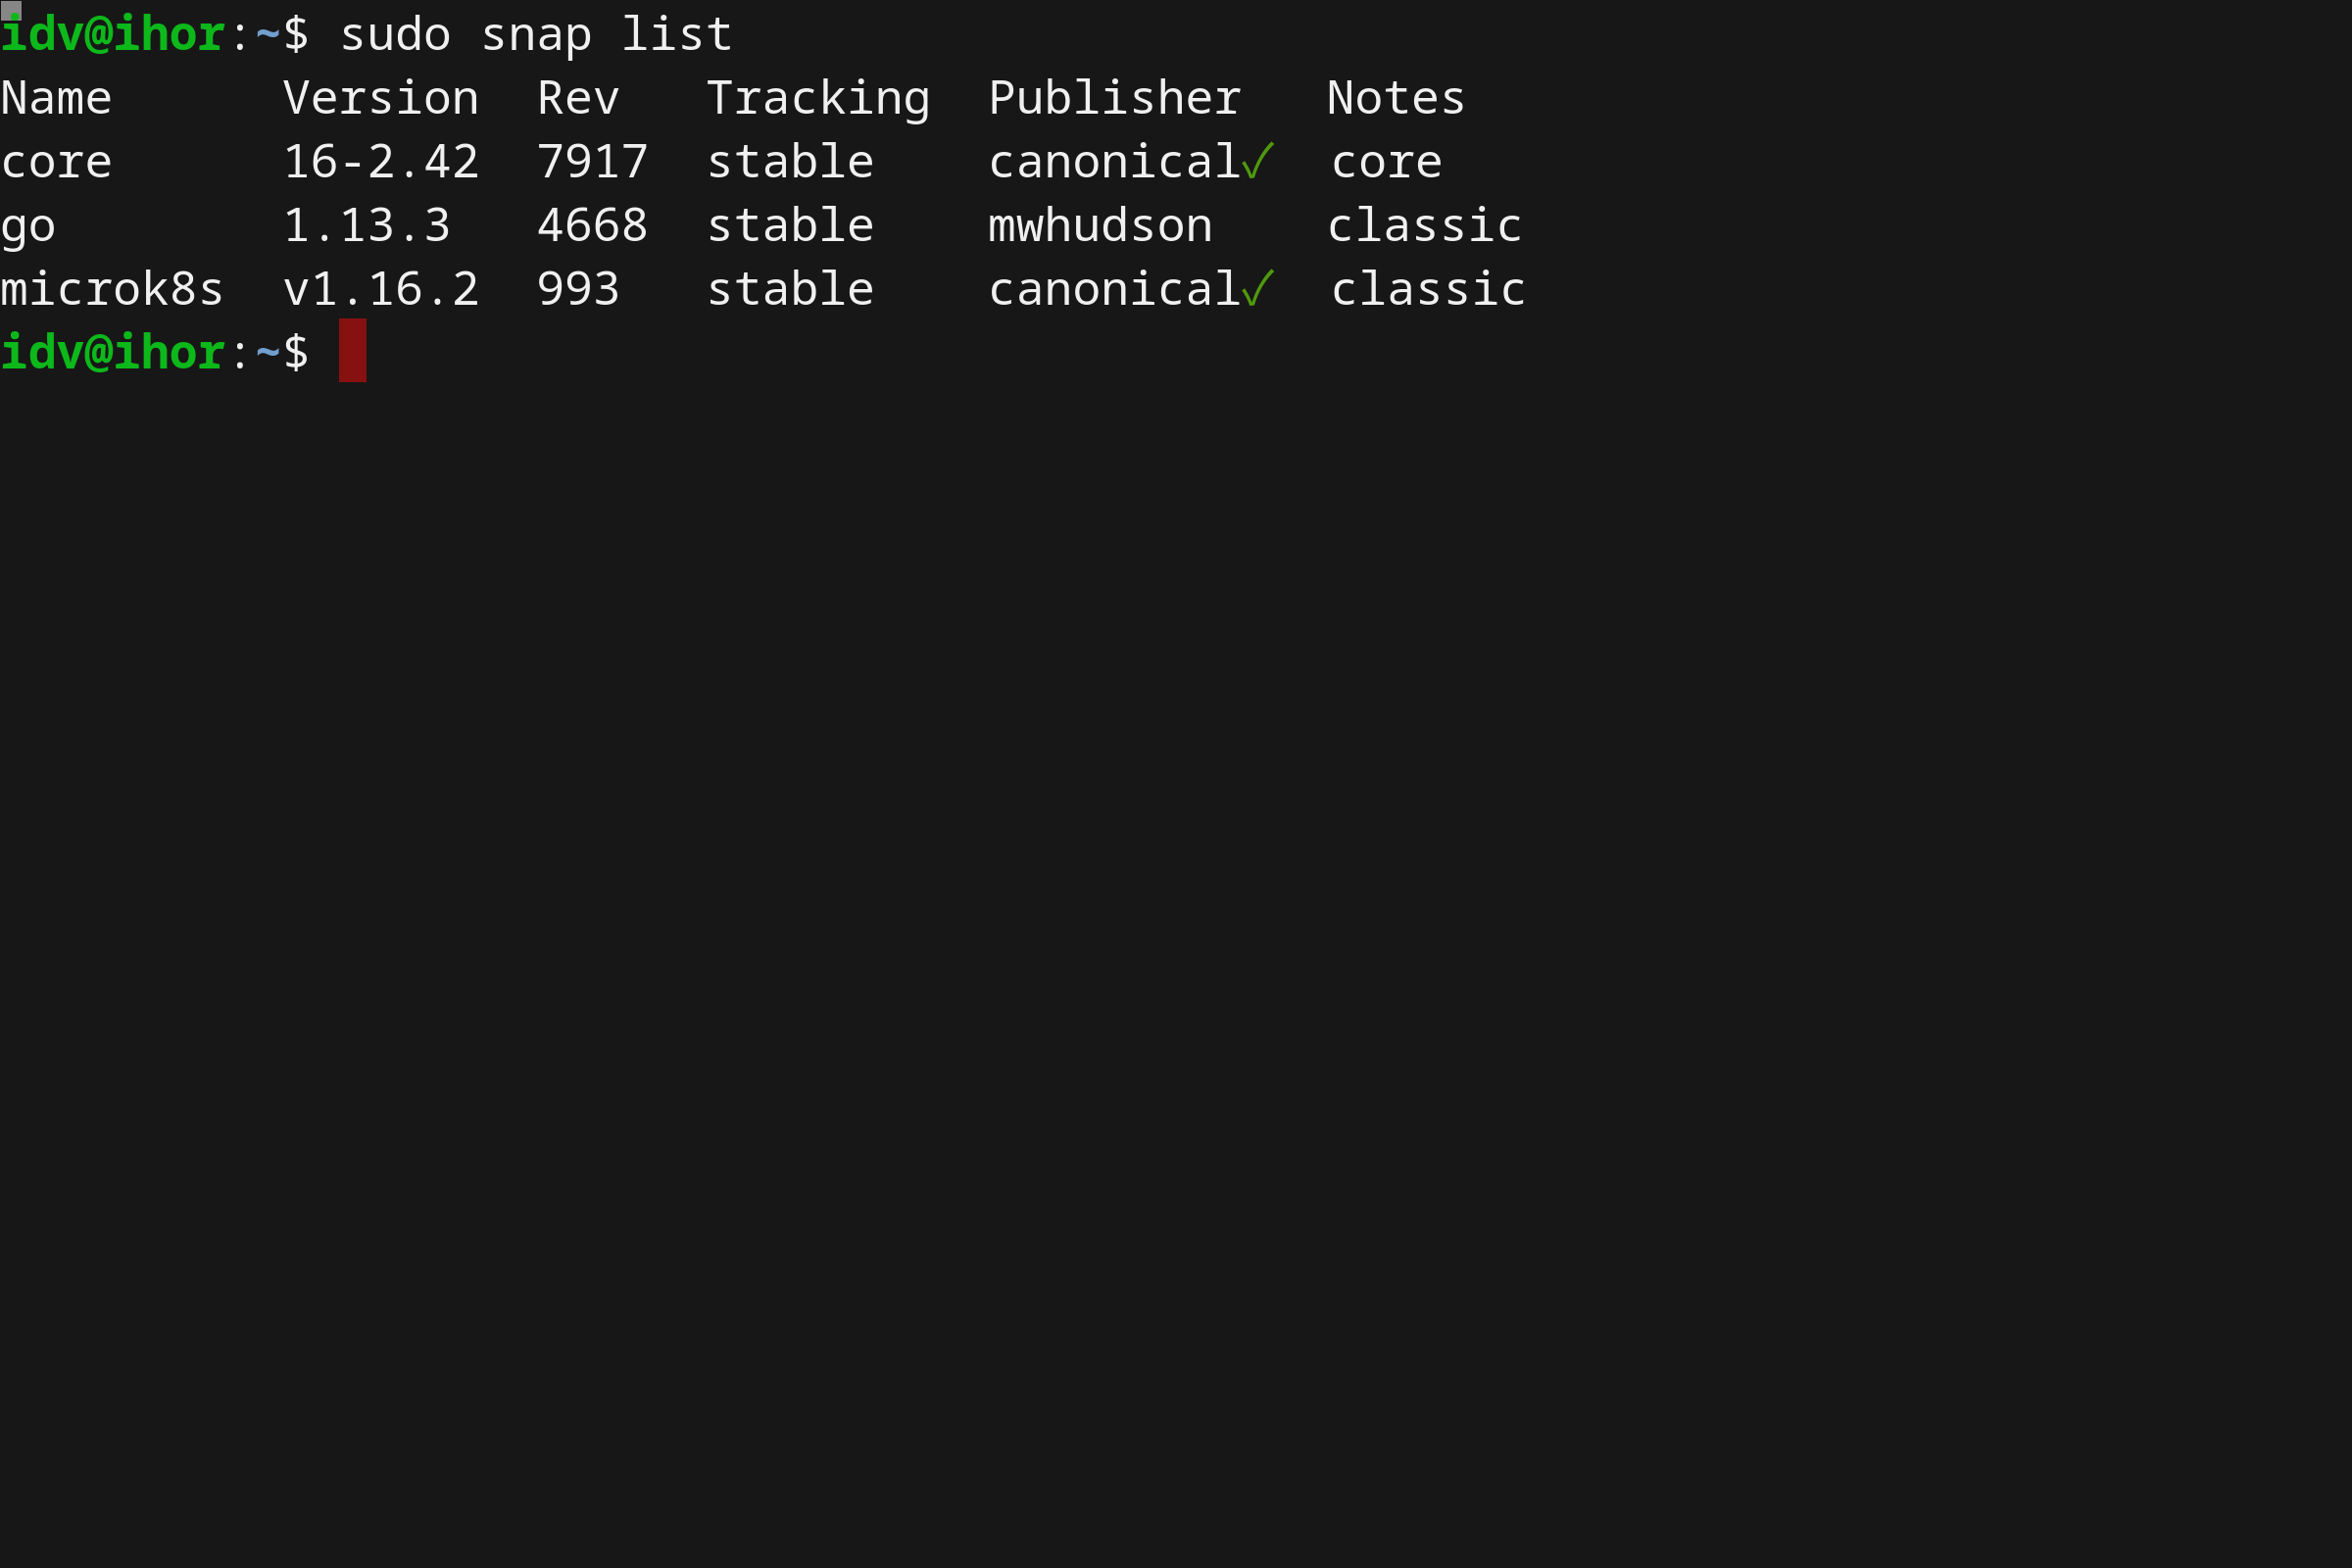 idv@ihor:~$ sudo snap list
Name      Version  Rev   Tracking  Publisher   Notes
core      16-2.42  7917  stable    canonical✓  core
go        1.13.3   4668  stable    mwhudson    classic
microk8s  v1.16.2  993   stable    canonical✓  classic
idv@ihor:~$